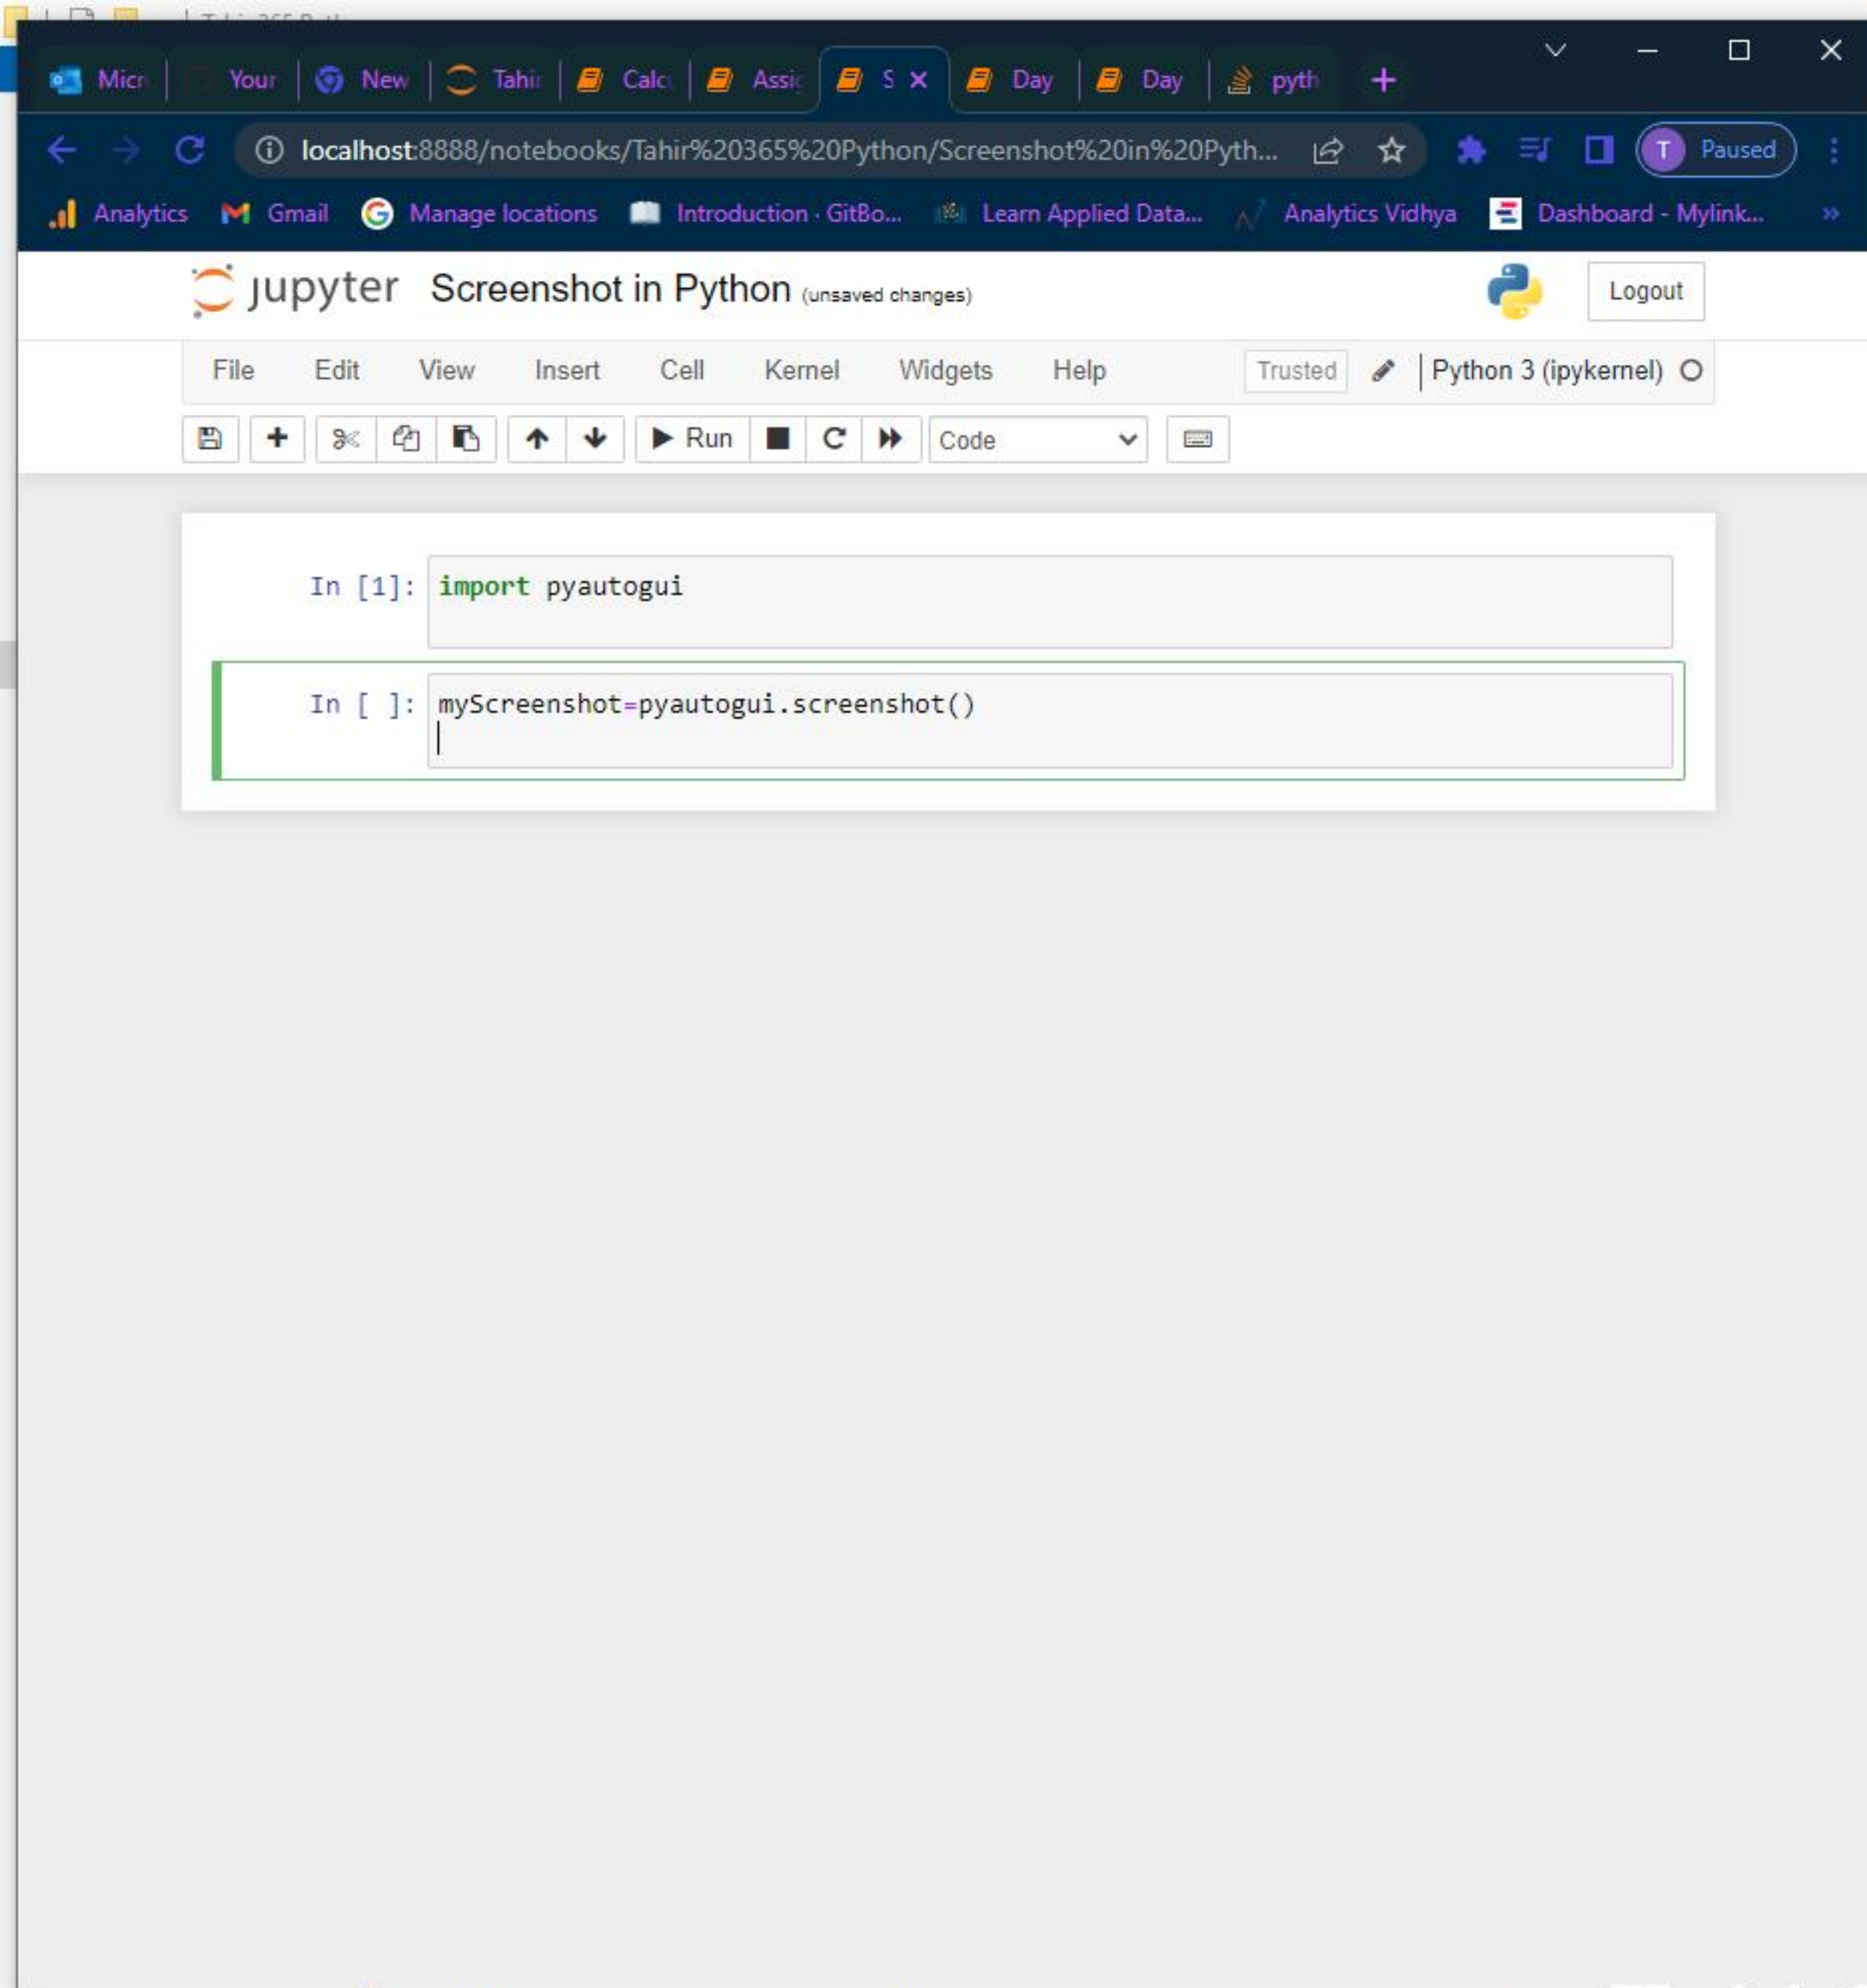 Micr Your New Tahir Calc Assig S Day Day pyth
localhost:8888/notebooks/Tahir%20365%20Python/Screenshot%20in%20Pyth... T Paused
Analytics Gmail Manage locations Introduction · GitBo... Learn Applied Data... Analytics Vidhya Dashboard - Mylink... »
jupyter Screenshot in Python (unsaved changes) Logout
File Edit View Insert Cell Kernel Widgets Help Trusted Python 3 (ipykernel)
Run Code
In [1]: import pyautogui
In [ ]: myScreenshot=pyautogui.screenshot()